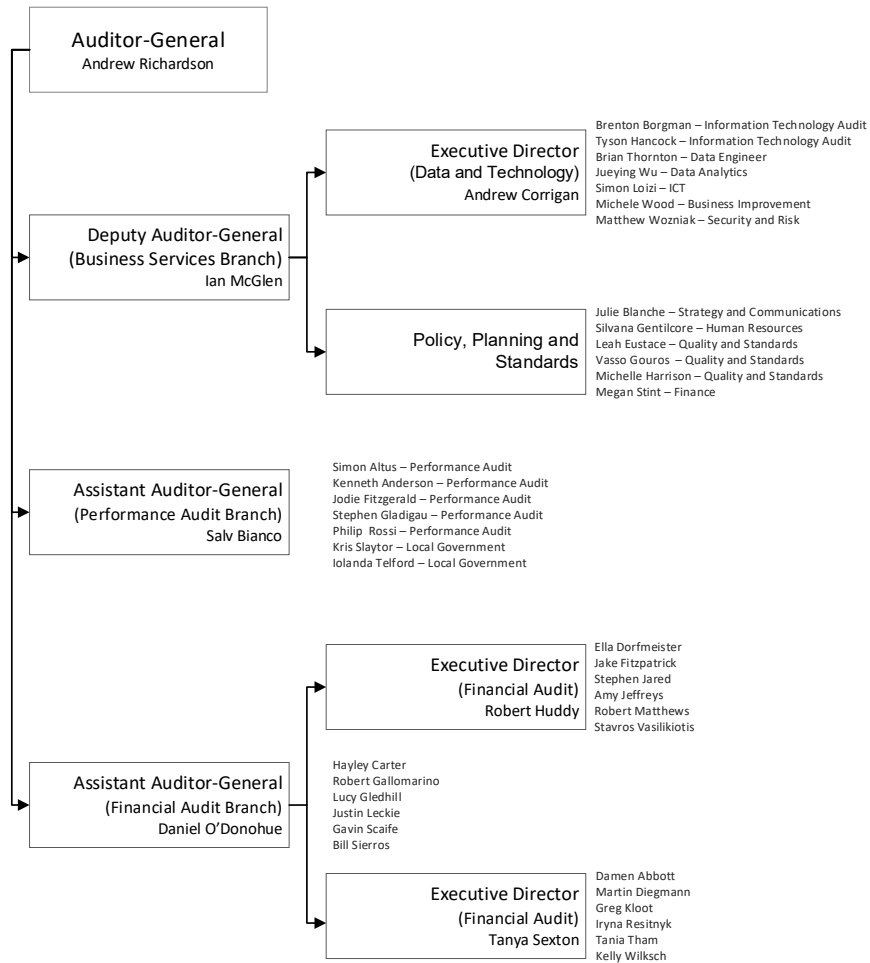 Auditor-General
Andrew Richardson
Deputy Auditor-General
(Business Services Branch)
Ian McGlen
Executive Director
(Data and Technology)
Andrew Corrigan
Brenton Borgman – Information Technology Audit
Tyson Hancock – Information Technology Audit
Brian Thornton – Data Engineer
Jueying Wu – Data Analytics
Simon Loizi – ICT
Michele Wood – Business Improvement
Matthew Wozniak – Security and Risk
Policy, Planning and
Standards
Julie Blanche – Strategy and Communications
Silvana Gentilcore – Human Resources
Leah Eustace – Quality and Standards
Vasso Gouros – Quality and Standards
Michelle Harrison – Quality and Standards
Megan Stint – Finance
Assistant Auditor-General
(Performance Audit Branch)
Salv Bianco
Simon Altus – Performance Audit
Kenneth Anderson – Performance Audit
Jodie Fitzgerald – Performance Audit
Stephen Gladigau – Performance Audit
Philip Rossi – Performance Audit
Kris Slaytor – Local Government
Iolanda Telford – Local Government
Assistant Auditor-General
(Financial Audit Branch)
Daniel O’Donohue
Executive Director
(Financial Audit)
Robert Huddy
Ella Dorfmeister
Jake Fitzpatrick
Stephen Jared
Amy Jeffreys
Robert Matthews
Stavros Vasilikiotis
Hayley Carter
Robert Gallomarino
Lucy Gledhill
Justin Leckie
Gavin Scaife
Bill Sierros
Executive Director
(Financial Audit)
Tanya Sexton
Damen Abbott
Martin Diegmann
Greg Kloot
Iryna Resitnyk
Tania Tham
Kelly Wilksch